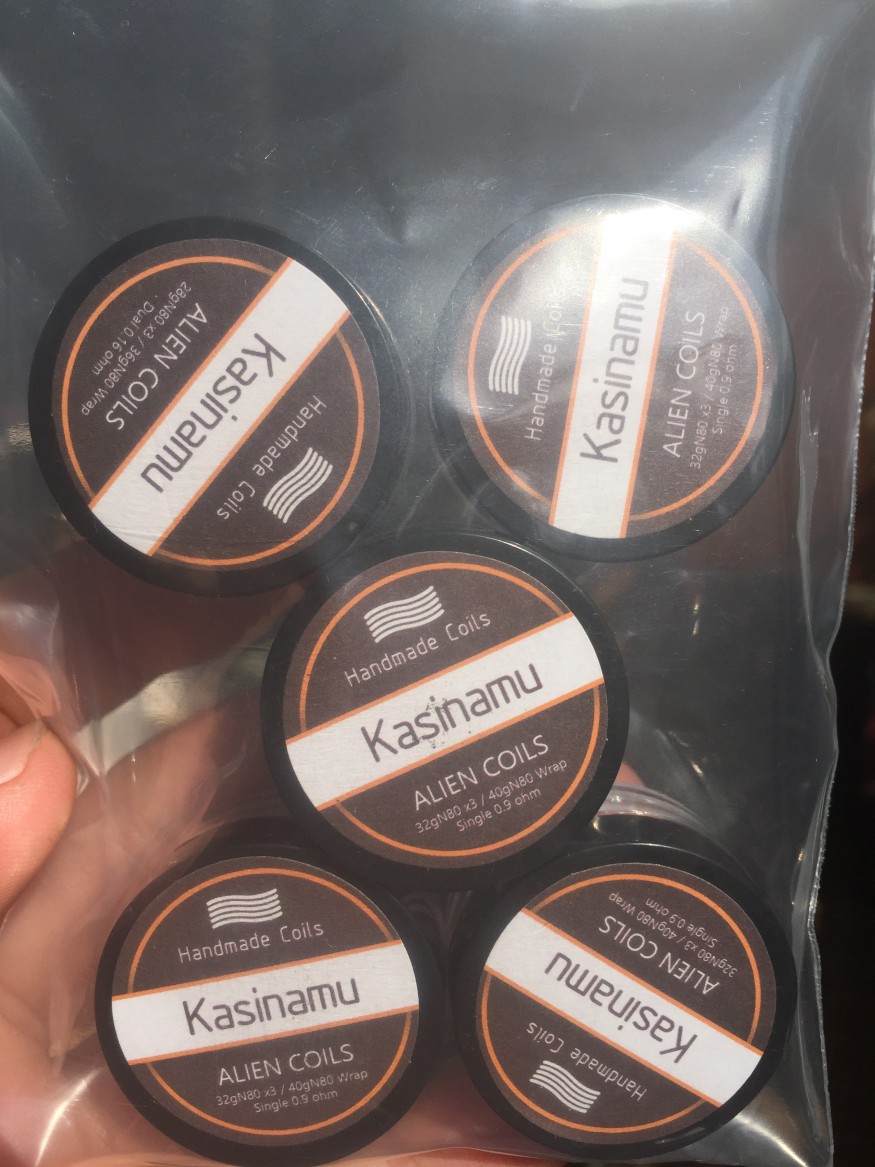 Handmade Coils
Kasinamu
ALIEN COILS
28gN80 x3 / 36gN80 Wrap
Dual 0.16 ohm
Handmade Coils
Kasinamu
ALIEN COILS
32gN80 x3 / 40gN80 Wrap
Single 0.9 ohm
Handmade Coils
Kasinamu
ALIEN COILS
32gN80 x3 / 40gN80 Wrap
Single 0.9 ohm
Handmade Coils
Kasinamu
ALIEN COILS
32gN80 x3 / 40gN80 Wrap
Single 0.9 ohm
Handmade Coils
Kasinamu
ALIEN COILS
32gN80 x3 / 40gN80 Wrap
Single 0.9 ohm